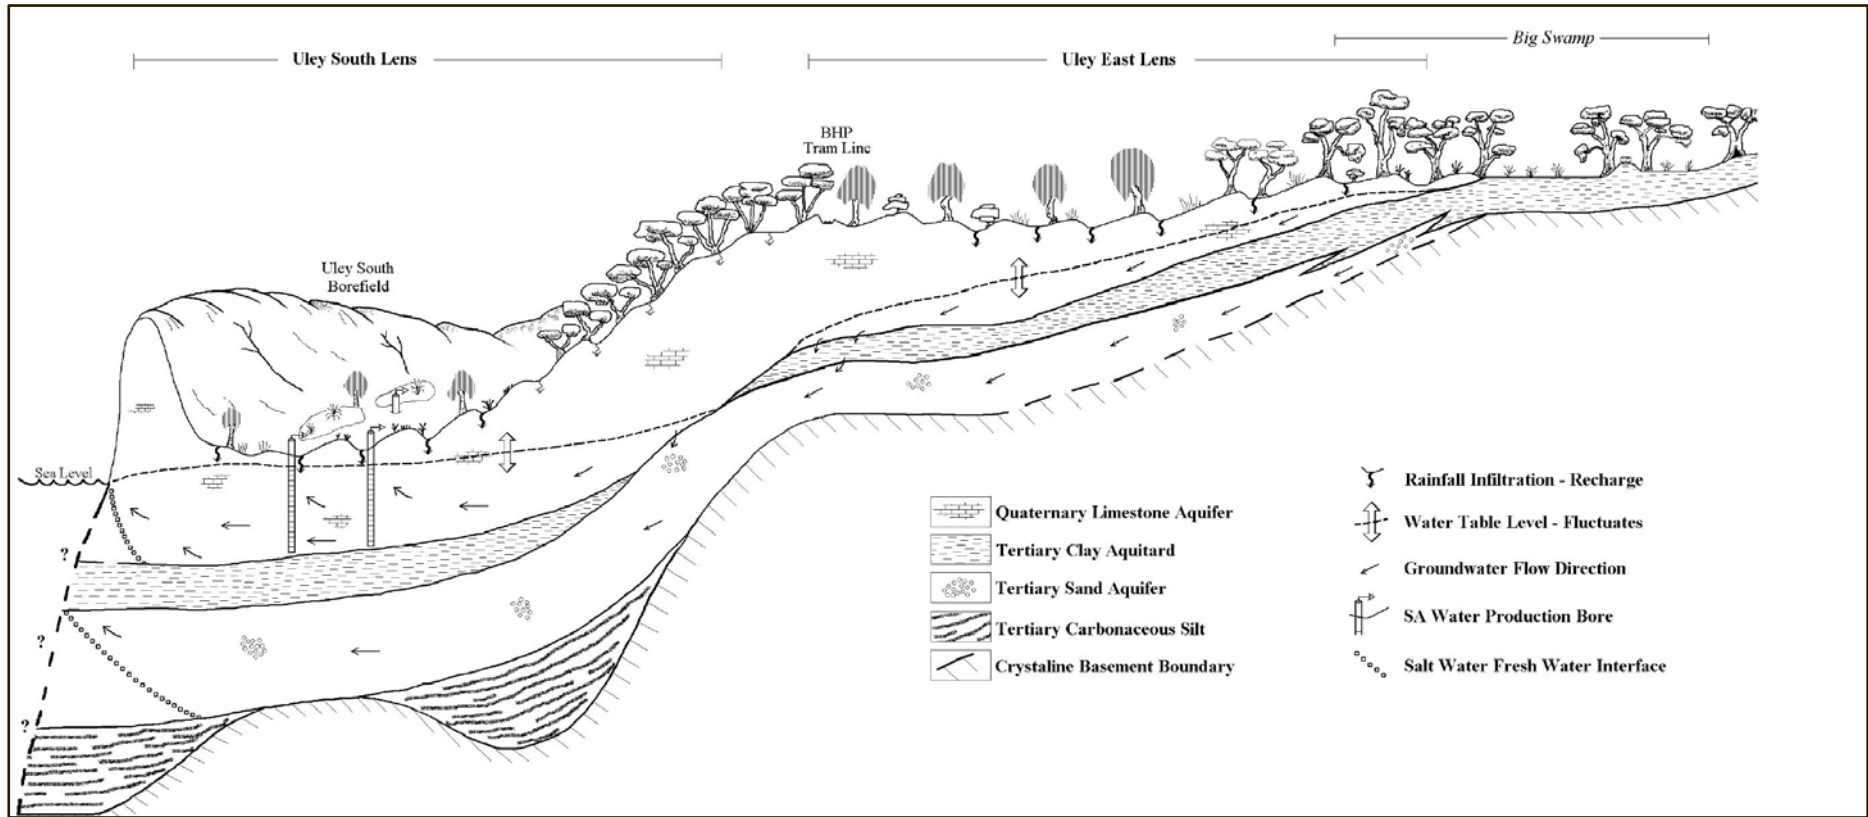 Big Swamp
Uley South Lens
Uley East Lens
BHP
Tram Line
Uley South
Borefield
Sea Level
?
?
?
Quaternary Limestone Aquifer
Tertiary Clay Aquitard
Tertiary Sand Aquifer
Tertiary Carbonaceous Silt
Crystaline Basement Boundary
Rainfall Infiltration - Recharge
Water Table Level - Fluctuates
Groundwater Flow Direction
SA Water Production Bore
Salt Water Fresh Water Interface